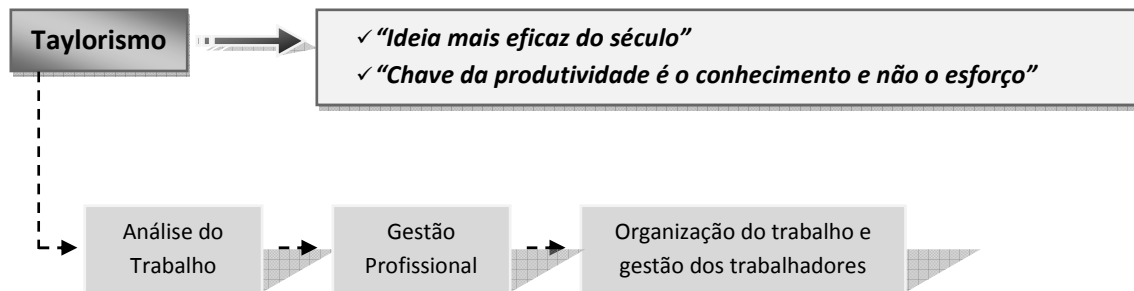 Taylorismo
✓ “Ideia mais eficaz do século”
✓ “Chave da produtividade é o conhecimento e não o esforço”
Análise do
Trabalho
Gestão
Profissional
Organização do trabalho e
gestão dos trabalhadores